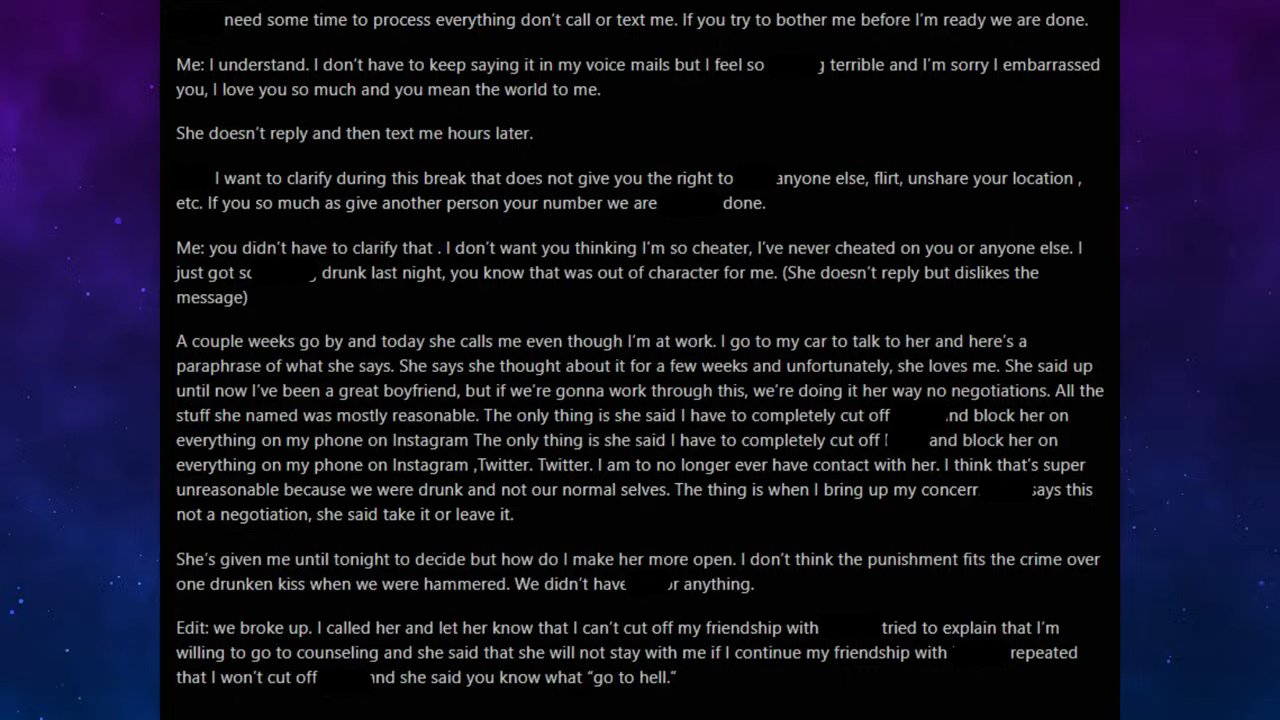 need some time to process everything don’t call or text me. If you try to bother me before I’m ready we are done.
Me: I understand. I don’t have to keep saying it in my voice mails but I feel so terrible and I’m sorry I embarrassed
you, I love you so much and you mean the world to me.
She doesn’t reply and then text me hours later.
I want to clarify during this break that does not give you the right to anyone else, flirt, unshare your location ,
etc. If you so much as give another person your number we are done.
Me: you didn’t have to clarify that . I don’t want you thinking I’m so cheater, I’ve never cheated on you or anyone else. I
just got drunk last night, you know that was out of character for me. (She doesn’t reply but dislikes the
message)
A couple weeks go by and today she calls me even though I’m at work. I go to my car to talk to her and here’s a
paraphrase of what she says. She says she thought about it for a few weeks and unfortunately, she loves me. She said up
until now I’ve been a great boyfriend, but if we’re gonna work through this, we’re doing it her way no negotiations. All the
stuff she named was mostly reasonable. The only thing is she said I have to completely cut off block her on
everything on my phone on Instagram The only thing is she said I have to completely cut off and block her on
everything on my phone on Instagram ,Twitter. Twitter. I am to no longer ever have contact with her. I think that’s super
unreasonable because we were drunk and not our normal selves. The thing is when I bring up my this
not a negotiation, she said take it or leave it.
She’s given me until tonight to decide but how do I make her more open. I don’t think the punishment fits the crime over
one drunken kiss when we were hammered. We didn’t have anything.
Edit: we broke up. I called her and let her know that I can’t cut off my friendship with tried to explain that I’m
willing to go to counseling and she said that she will not stay with me if I continue my friendship with repeated
that I won’t cut off she said you know what “go to hell.“